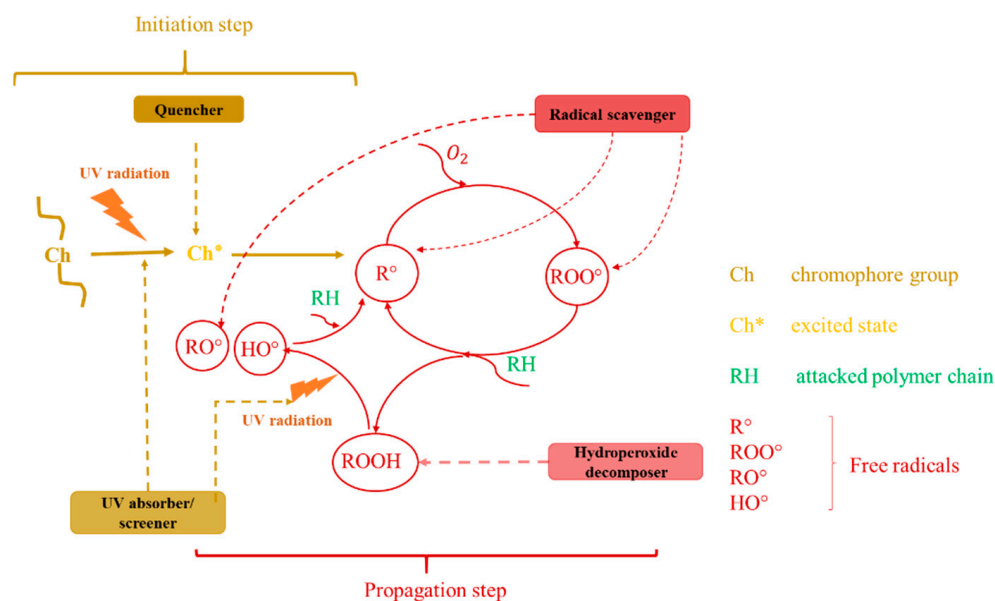 Initiation step
Quencher
Radical scavenger
O₂
UV radiation
Ch
Ch*
R°
ROO°
RH
RO°
HO°
RH
UV radiation
ROOH
Hydroperoxide
decomposer
UV absorber/
screener
Propagation step
Ch chromophore group
Ch* excited state
RH attacked polymer chain
R°
ROO°
RO°
HO°
Free radicals